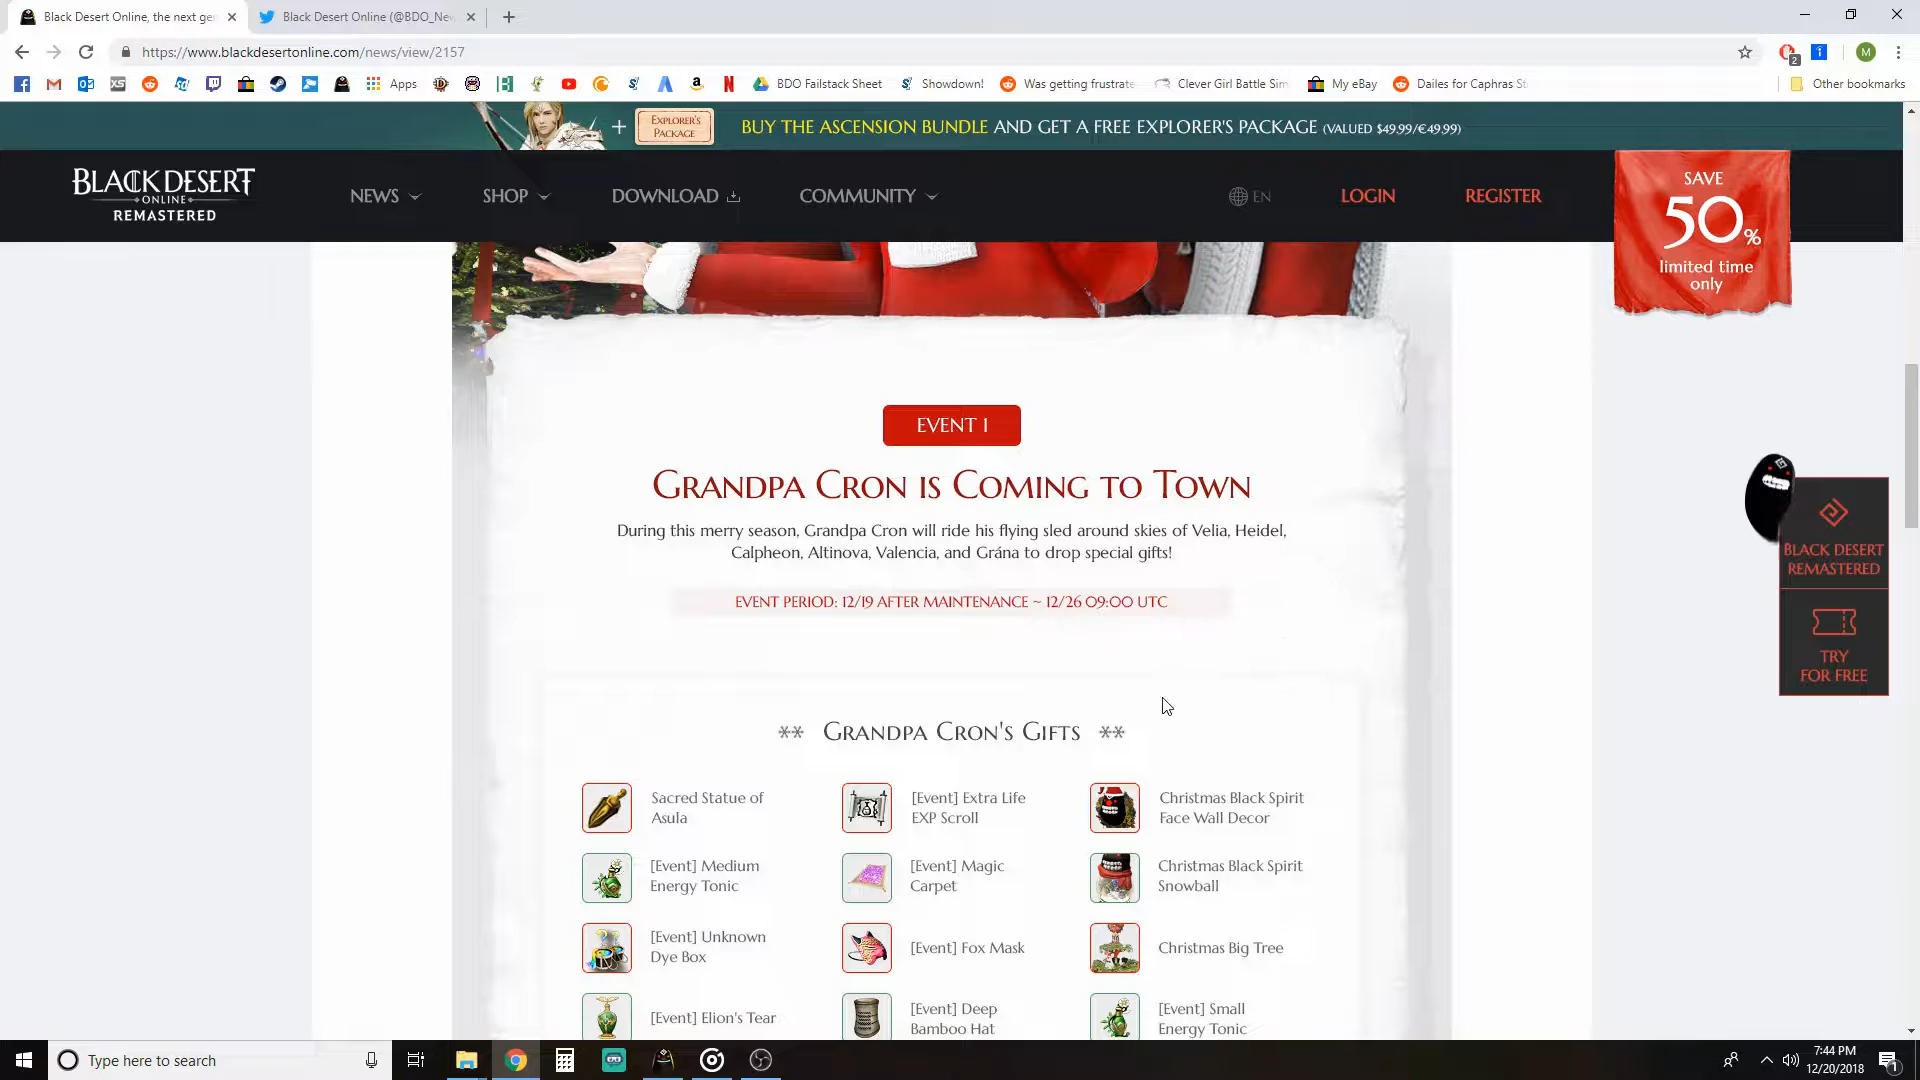 Black Desert Online, the next gen
Black Desert Online (@BDO_New
https://www.blackdesertonline.com/news/view/2157
Apps
BDO Failstack Sheet
Showdown!
Was getting frustrate
Clever Girl Battle Sim
My eBay
Dailes for Caphras St
Other bookmarks
2
M
EXPLORER'S
PACKAGE
BUY THE ASCENSION BUNDLE AND GET A FREE EXPLORER'S PACKAGE (VALUED $49.99/€49.99)
BLACK DESERT
ONLINE
REMASTERED
NEWS
SHOP
DOWNLOAD
COMMUNITY
EN
LOGIN
REGISTER
SAVE
50%
limited time
only
EVENT 1
GRANDPA CRON IS COMING TO TOWN
During this merry season, Grandpa Cron will ride his flying sled around skies of Velia, Heidel,
Calpheon, Altinova, Valencia, and Grána to drop special gifts!
EVENT PERIOD: 12/19 AFTER MAINTENANCE ~ 12/26 09:00 UTC
BLACK DESERT
REMASTERED
TRY
FOR FREE
GRANDPA CRON'S GIFTS
Sacred Statue of
Asula
[Event] Extra Life
EXP Scroll
Christmas Black Spirit
Face Wall Decor
[Event] Medium
Energy Tonic
[Event] Magic
Carpet
Christmas Black Spirit
Snowball
[Event] Unknown
Dye Box
[Event] Fox Mask
Christmas Big Tree
[Event] Elion's Tear
[Event] Deep
Bamboo Hat
[Event] Small
Energy Tonic
Type here to search
7:44 PM
12/20/2018
1